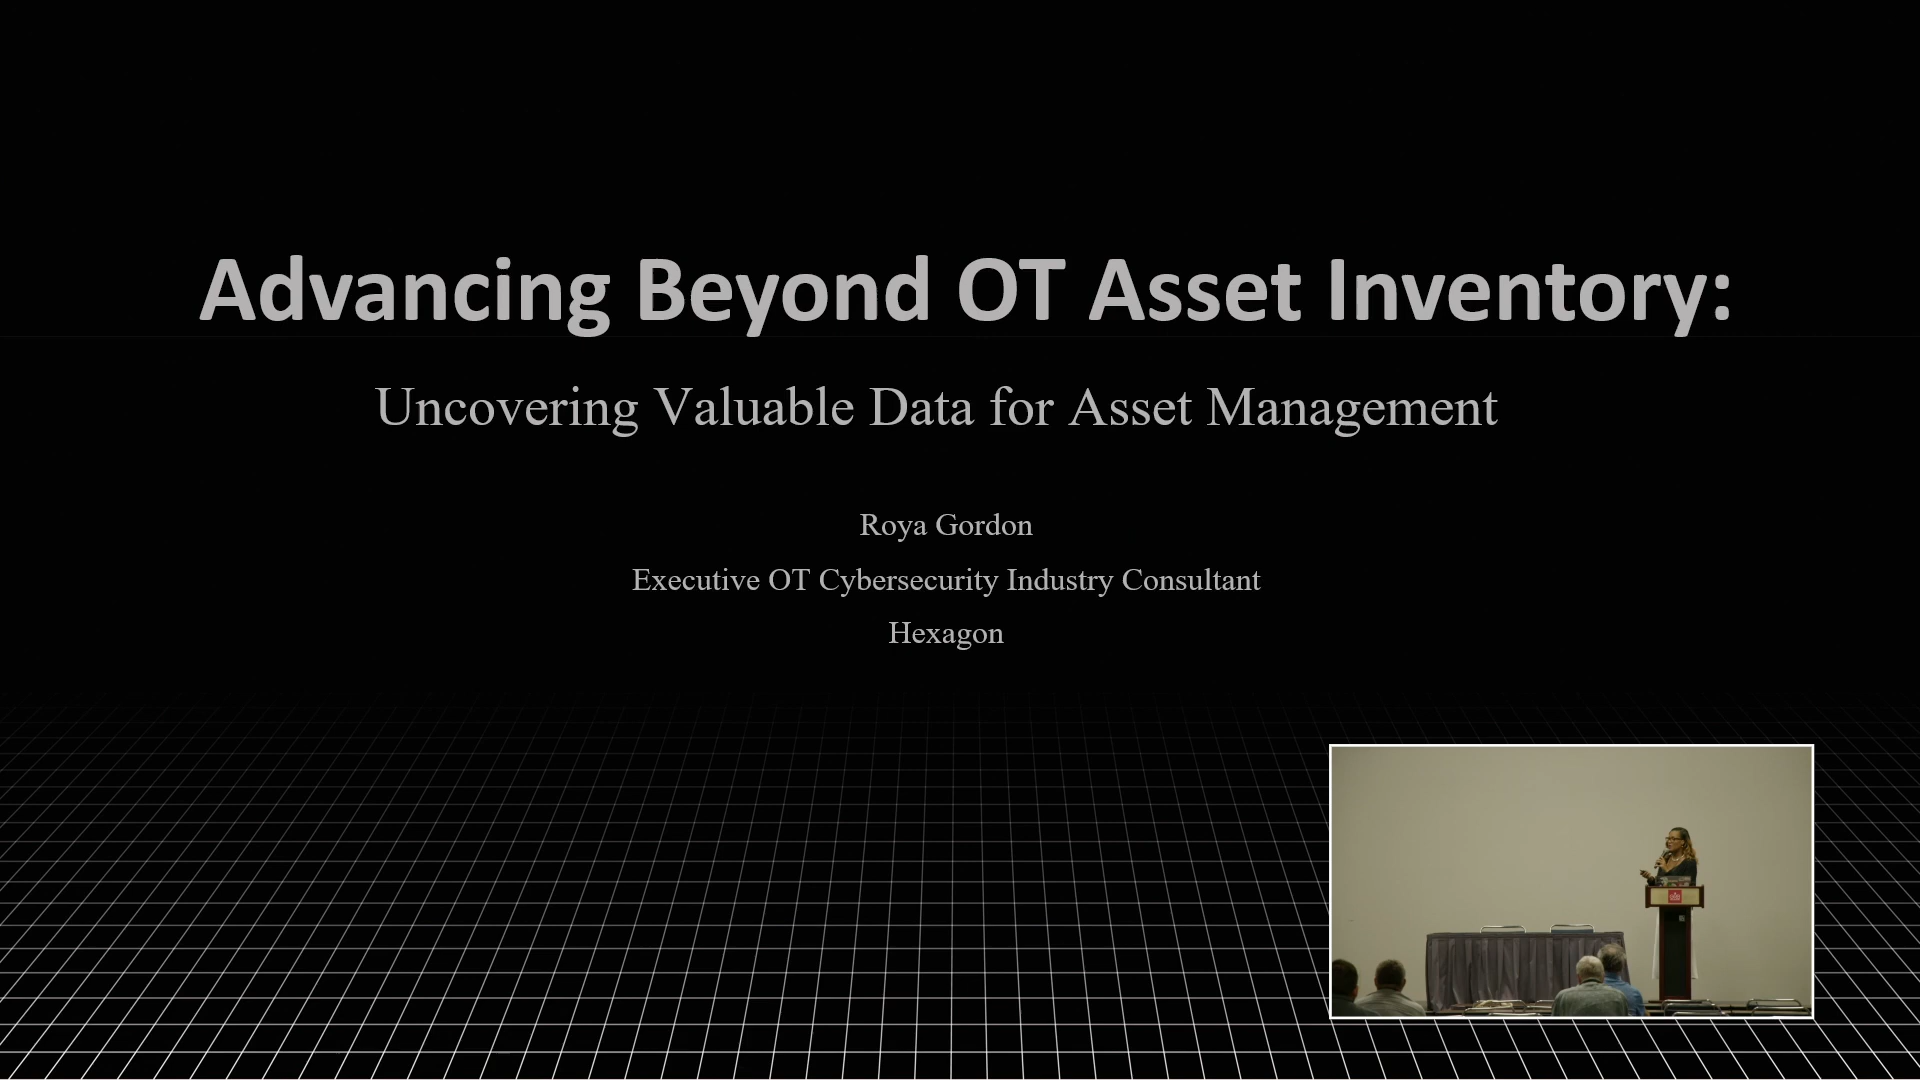 Advancing Beyond OT Asset Inventory:
Uncovering Valuable Data for Asset Management
Roya Gordon
Executive OT Cybersecurity Industry Consultant
Hexagon